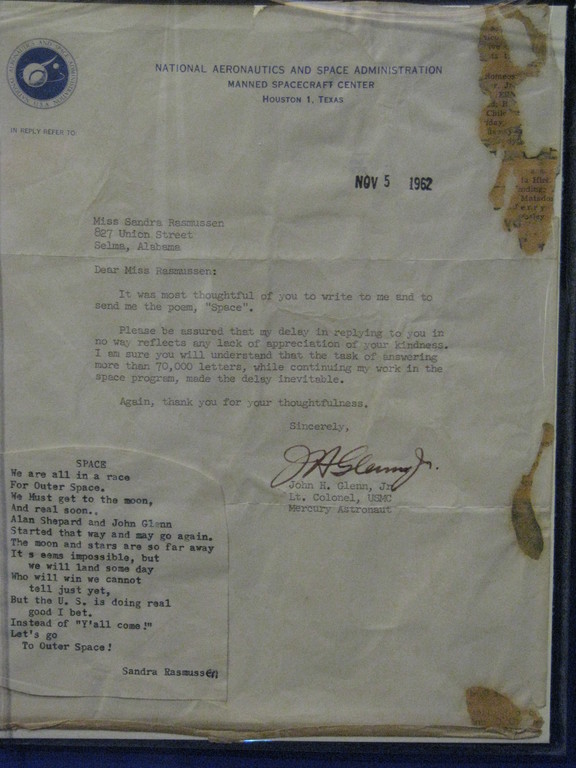 NATIONAL AERONAUTICS AND SPACE ADMINISTRATION
MANNED SPACECRAFT CENTER
HOUSTON 1, TEXAS
IN REPLY REFER TO
NOV 5 1962
Miss Sandra Rasmussen
827 Union Street
Selma, Alabama
Dear Miss Rasmussen:
It was most thoughtful of you to write to me and to
send me the poem, "Space".
Please be assured that my delay in replying to you in
no way reflects any lack of appreciation of your kindness.
I am sure you will understand that the task of answering
more than 70,000 letters, while continuing my work in the
space program, made the delay inevitable.
Again, thank you for your thoughtfulness.
Sincerely,
JHGlenn Jr.
John H. Glenn, Jr
Lt. Colonel, USMC
Mercury Astronaut
SPACE
We are all in a race
For Outer Space.
We Must get to the moon,
And real soon..
Alan Shepard and John Glenn
Started that way and may go again.
The moon and stars are so far away
It s eems impossible, but
we will land some day
Who will win we cannot
tell just yet,
But the U. S. is doing real
good I bet.
Instead of "Y'all come!"
Let's go
To Outer Space!
Sandra Rasmussen